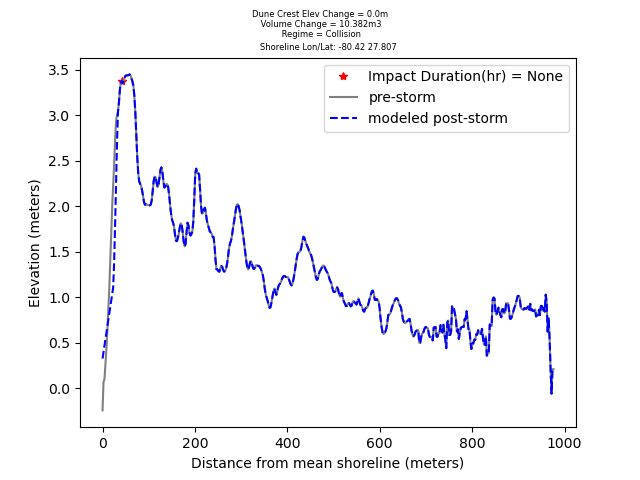 Dune Crest Elev Change = 0.0m
Volume Change = 10.382m3
Regime = Collision
Shoreline Lon/Lat: -80.42 27.807
Impact Duration(hr) = None
pre-storm
modeled post-storm
3.5
3.0
2.5
2.0
1.5
1.0
0.5
0.0
Elevation (meters)
0
200
400
600
800
1000
Distance from mean shoreline (meters)